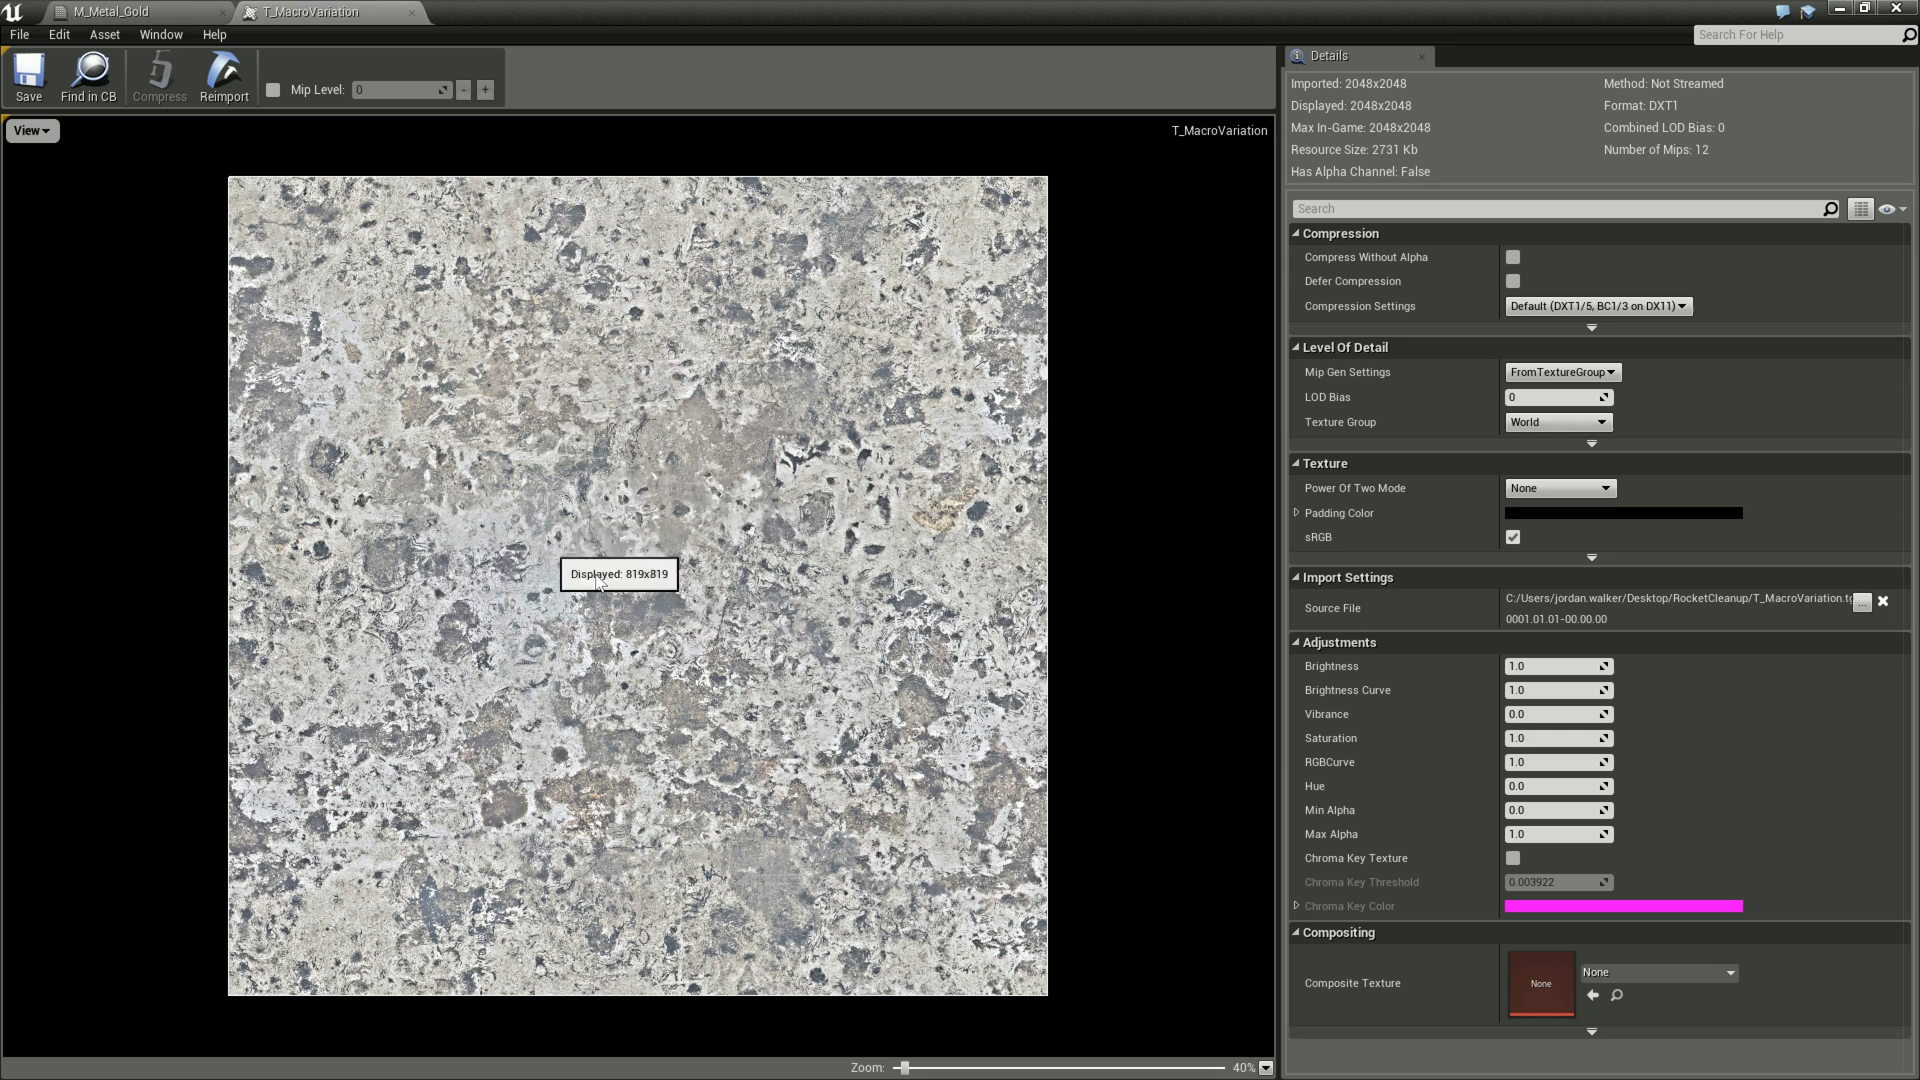 M_Metal_Gold
T_MacroVariation
File Edit Asset Window Help
Search For Help
Save
Find in CB
Compress
Reimport
Mip Level: 0 - +
View
T_MacroVariation
Displayed: 819x819
Zoom: 40%
Details
Imported: 2048x2048 Method: Not Streamed
Displayed: 2048x2048 Format: DXT1
Max In-Game: 2048x2048 Combined LOD Bias: 0
Resource Size: 2731 Kb Number of Mips: 12
Has Alpha Channel: False
Search
Compression
Compress Without Alpha
Defer Compression
Compression Settings Default (DXT1/5, BC1/3 on DX11)
Level Of Detail
Mip Gen Settings FromTextureGroup
LOD Bias 0
Texture Group World
Texture
Power Of Two Mode None
Padding Color
sRGB
Import Settings
Source File C:/Users/jordan.walker/Desktop/RocketCleanup/T_MacroVariation.tg ...
0001.01.01-00.00.00
Adjustments
Brightness 1.0
Brightness Curve 1.0
Vibrance 0.0
Saturation 1.0
RGBCurve 1.0
Hue 0.0
Min Alpha 0.0
Max Alpha 1.0
Chroma Key Texture
Chroma Key Threshold 0.003922
Chroma Key Color
Compositing
Composite Texture None None